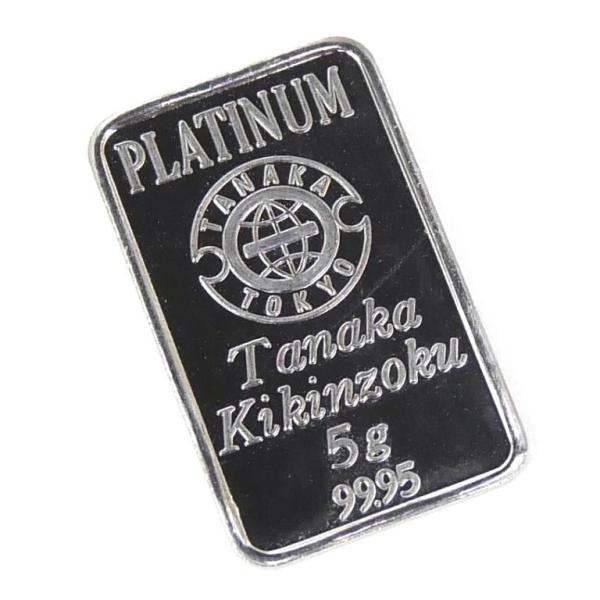 PLATINUM
TANAKA
TOKYO
Tanaka
Kikinzoku
5g
99.95